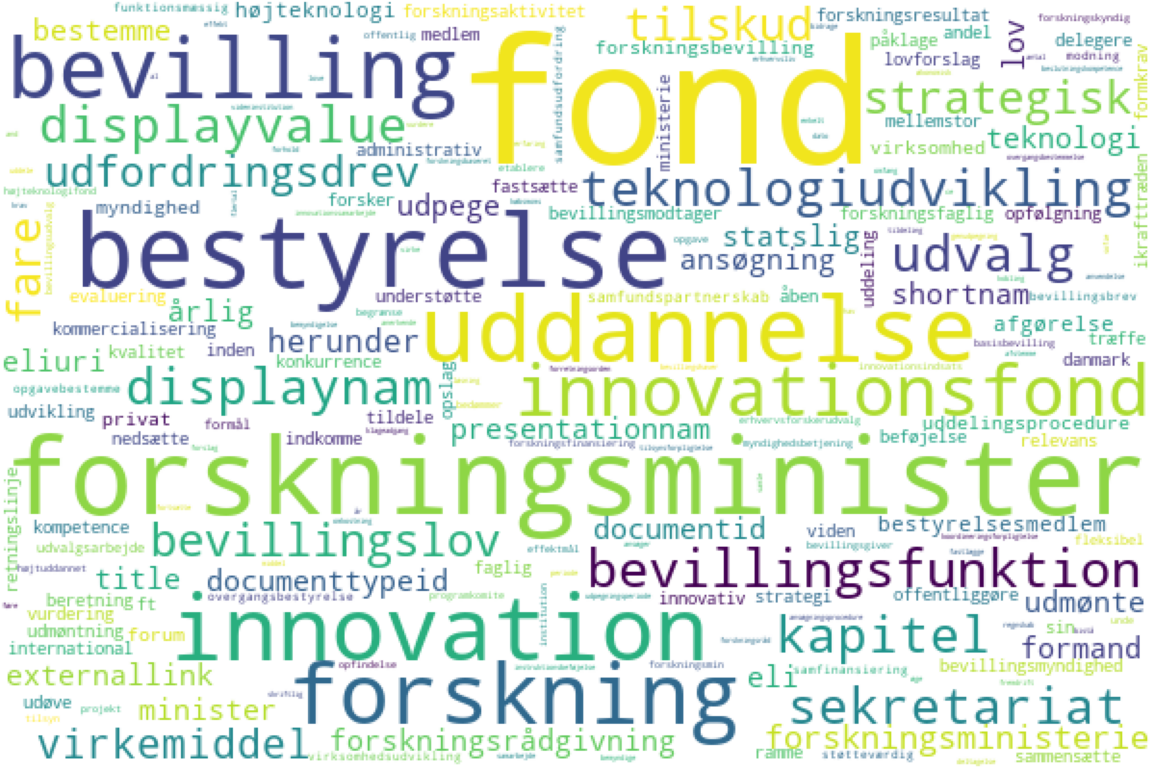 funktionsmæssig højteknologi forskningsaktivitet tilskud forskningsresultat forskningskyndig
bestemme offentlig medlem forskningsbevilling påklage andel lov delegere
bevilling fond lovforslag modning formkrav
displayvalue samfundsudfordring ministerie strategisk
mellemstor teknologi
administrativ virksomhed
udfordringsdrev etablere
fastsætte teknologiudvikling
myndighed forsker udpege bevillingsmodtager forskningsfaglig opfølgning ikrafttræden
fare bestyrelse opgave statslig uddeling udvalg
ansøgning
evaluering understøtte samfundspartnerskab åben shortnam bevillingsbrev
årlig begrænse uddannelse afgørelse
kommercialisering herunder basisbevilling træffe
eliuri kvalitet inden konkurrence danmark
opgavebestemme displaynam opslag innovationsfond
udvikling privat formål tildele
nedsætte indkomme presentationnam erhvervsforskerudvalg uddelingsprocedure
forskningsfinansiering myndighedsbetjening beføjelse relevans
forskningsminister
retningslinje
kompetence documentid viden bestyrelsesmedlem
udvalgsarbejde bevillingslov effektmål bevillingsgiver fleksibel
højtuddannet title documenttypeid faglig bevillingsfunktion
beretning ft overgangsbestyrelse programkomite innovativ strategi offentliggøre udmønte
vurdering innovation institution
udmøntning forum kapitel sin
international formand
externallink opfindelse forskning forskningsmin eli samfinansiering bevillingsmyndighed
udøve projekt minister skriftlig sekretariat
tilsyn
virkemiddel forskningsrådgivning forskningsministerie
virksomhedsudvikling ramme støtteværdig sammensætte